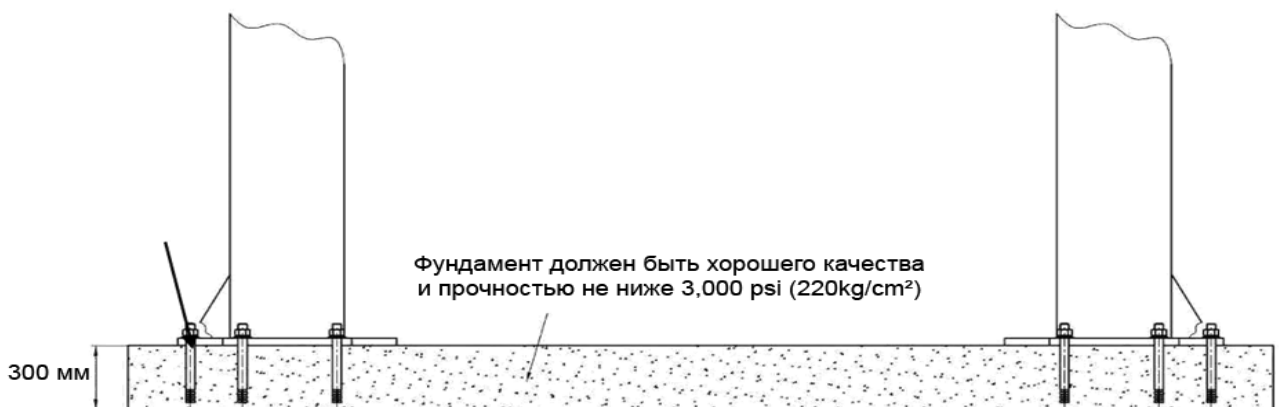 Фундамент должен быть хорошего качества
и прочностью не ниже 3,000 psi (220kg/cm²)
300 мм